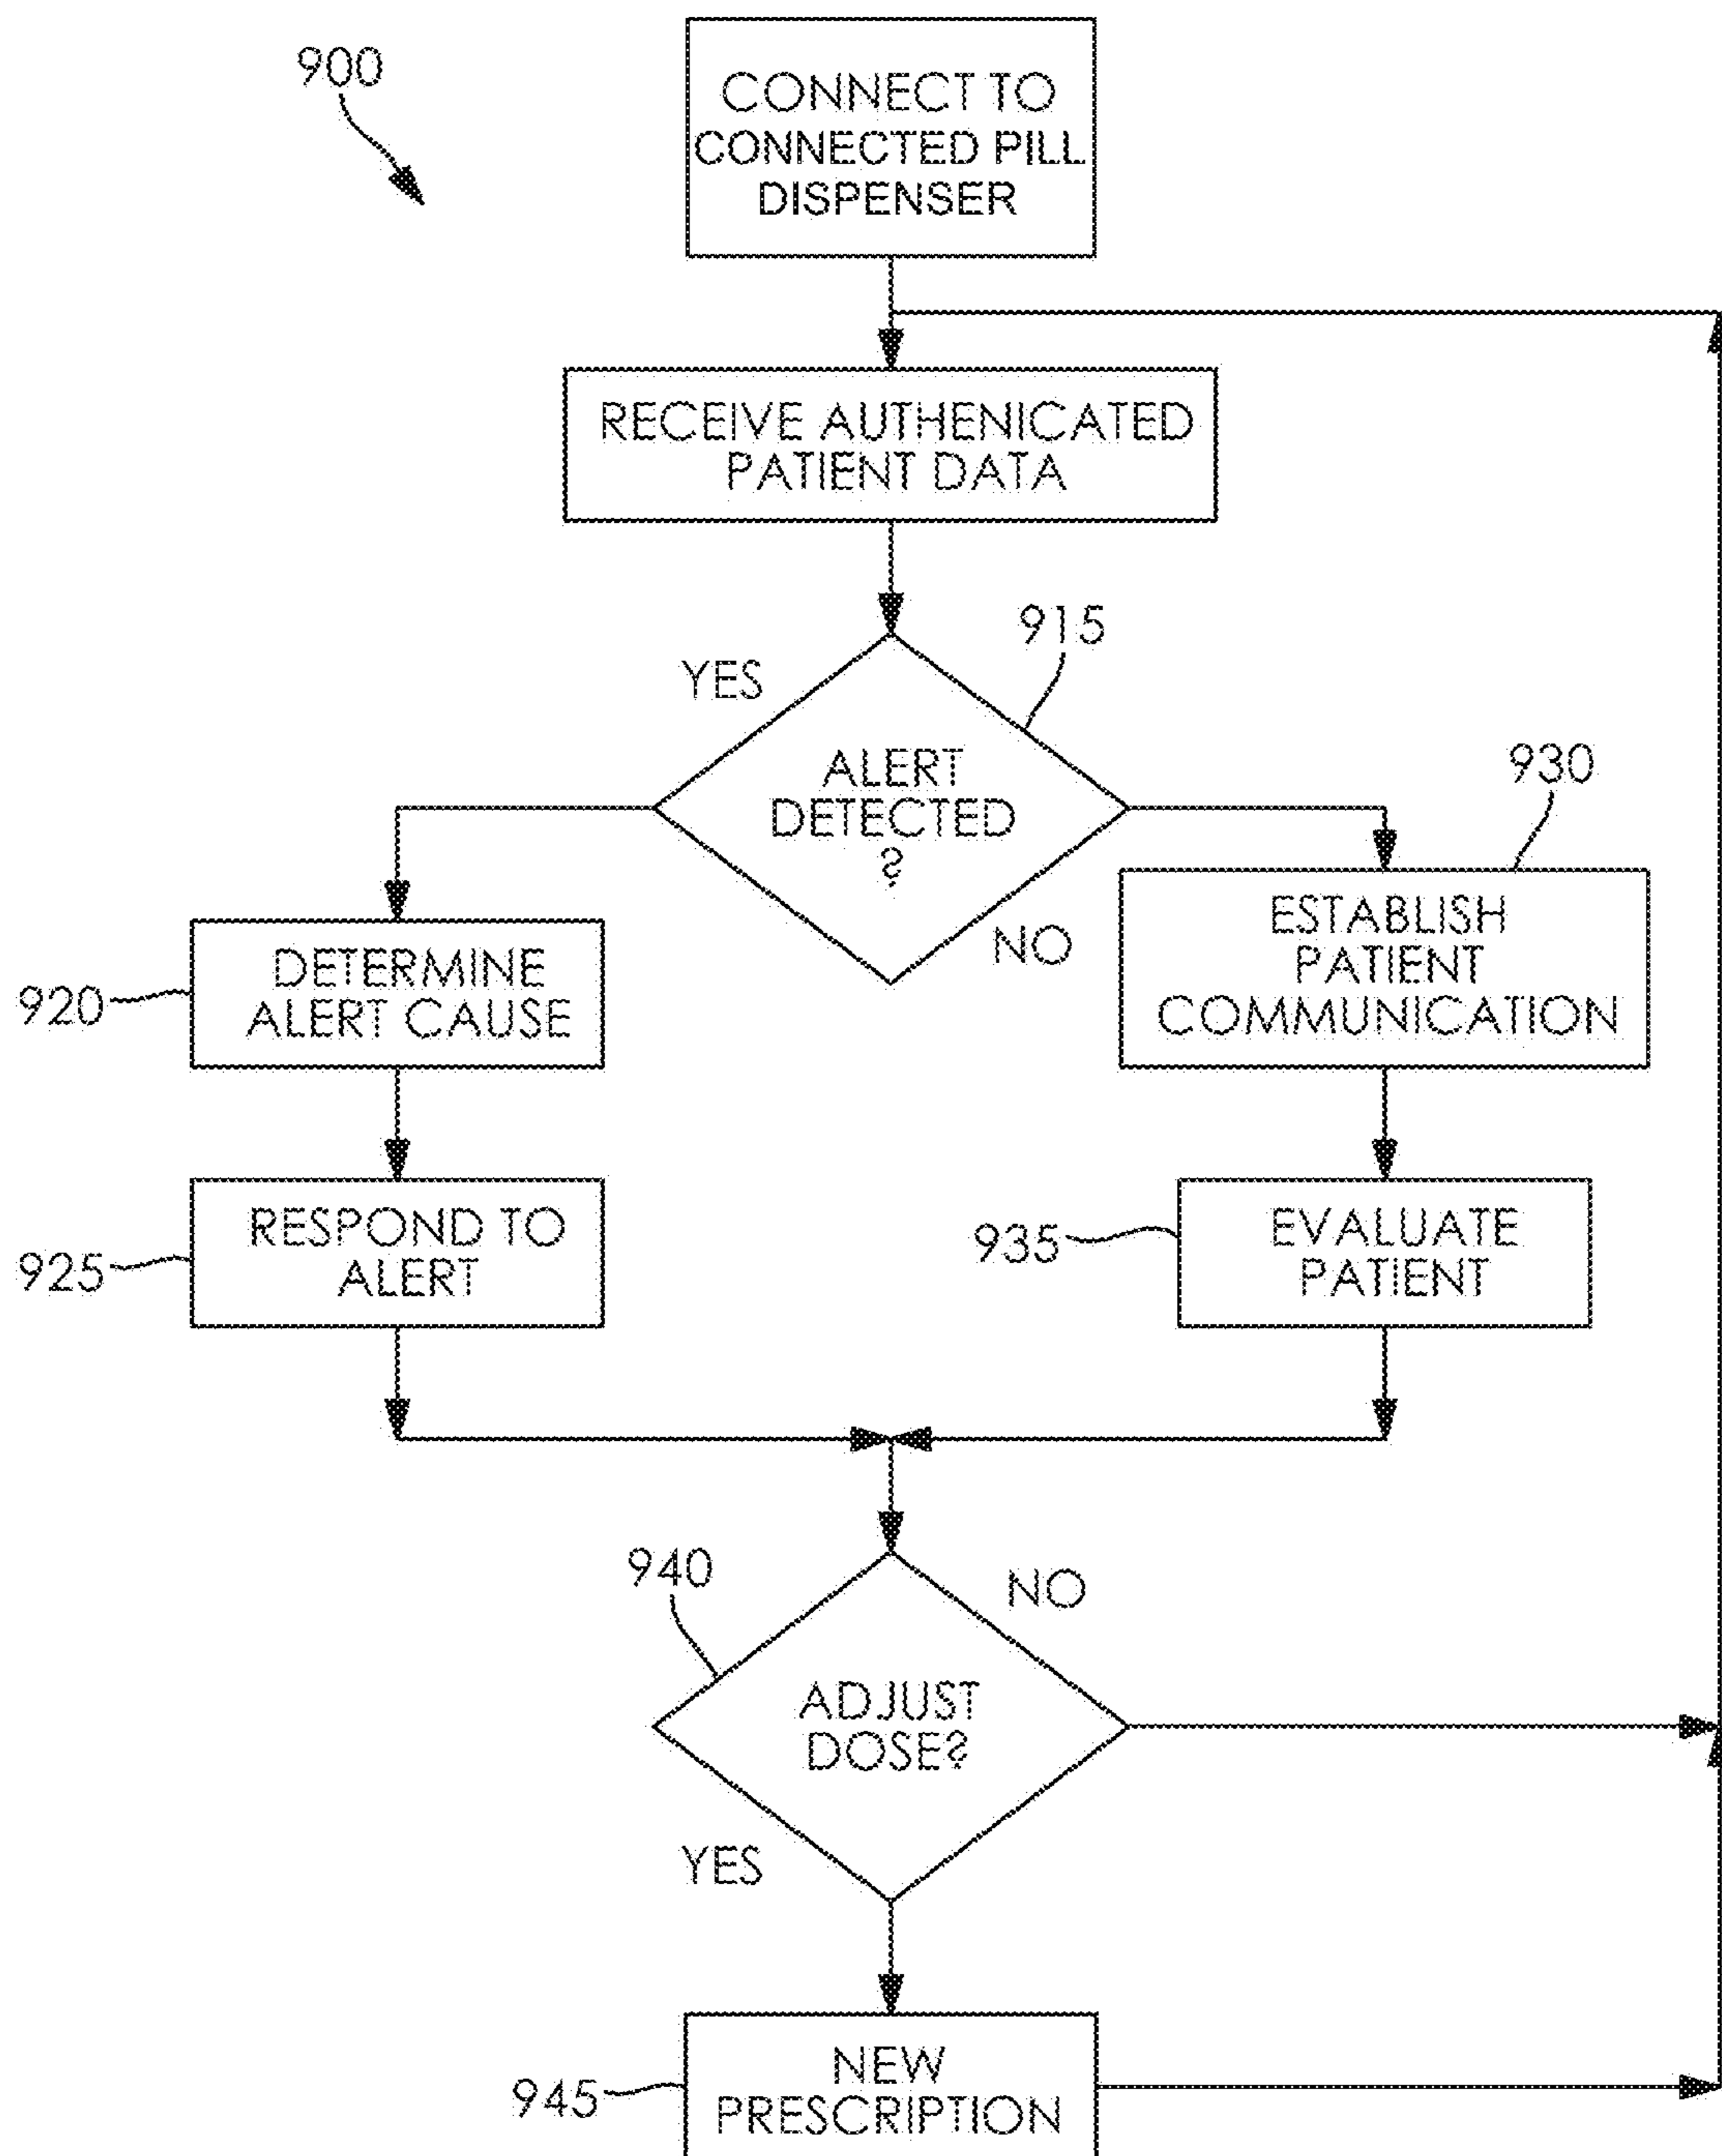 900
CONNECT TO
CONNECTED PILL
DISPENSER
RECEIVE AUTHENICATED
PATIENT DATA
915
YES
ALERT
DETECTED
?
NO
930
ESTABLISH
PATIENT
COMMUNICATION
920
DETERMINE
ALERT CAUSE
925
RESPOND TO
ALERT
935
EVALUATE
PATIENT
940
NO
ADJUST
DOSE?
YES
945
NEW
PRESCRIPTION